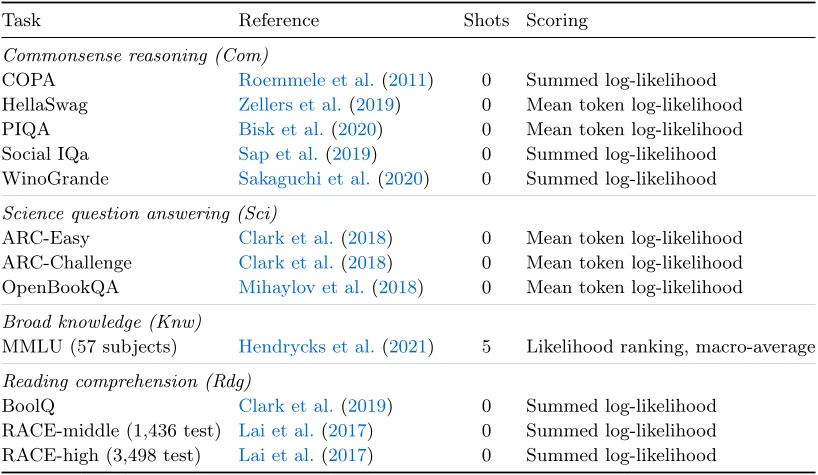 Task Reference Shots Scoring
Commonsense reasoning (Com)
COPA Roemmele et al. (2011) 0 Summed log-likelihood
HellaSwag Zellers et al. (2019) 0 Mean token log-likelihood
PIQA Bisk et al. (2020) 0 Mean token log-likelihood
Social IQa Sap et al. (2019) 0 Summed log-likelihood
WinoGrande Sakaguchi et al. (2020) 0 Summed log-likelihood
Science question answering (Sci)
ARC-Easy Clark et al. (2018) 0 Mean token log-likelihood
ARC-Challenge Clark et al. (2018) 0 Mean token log-likelihood
OpenBookQA Mihaylov et al. (2018) 0 Mean token log-likelihood
Broad knowledge (Knw)
MMLU (57 subjects) Hendrycks et al. (2021) 5 Likelihood ranking, macro-average
Reading comprehension (Rdg)
BoolQ Clark et al. (2019) 0 Summed log-likelihood
RACE-middle (1,436 test) Lai et al. (2017) 0 Summed log-likelihood
RACE-high (3,498 test) Lai et al. (2017) 0 Summed log-likelihood